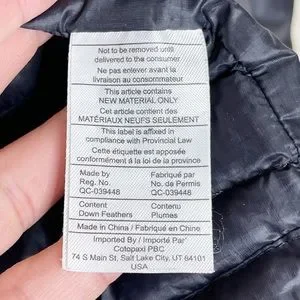 Not to be removed until
delivered to the consumer
Ne pas enlever avant la
livraison au consommateur
This article contains
NEW MATERIAL ONLY
Cet article contient des
MATÉRIAUX NEUFS SEULEMENT
This label is affixed in
compliance with Provincial Law
Cette étiquette est apposée
conformément à la loi de la province
Made by Fabriqué par
Reg. No. No de Permis
QC-039448 QC-039448
Content Contenu
Down Feathers Plumes
Made in China / Fabriqué en China
Imported By / Importé Par
Cotopaxi PBC
74 S Main St, Salt Lake City, UT 84101
USA